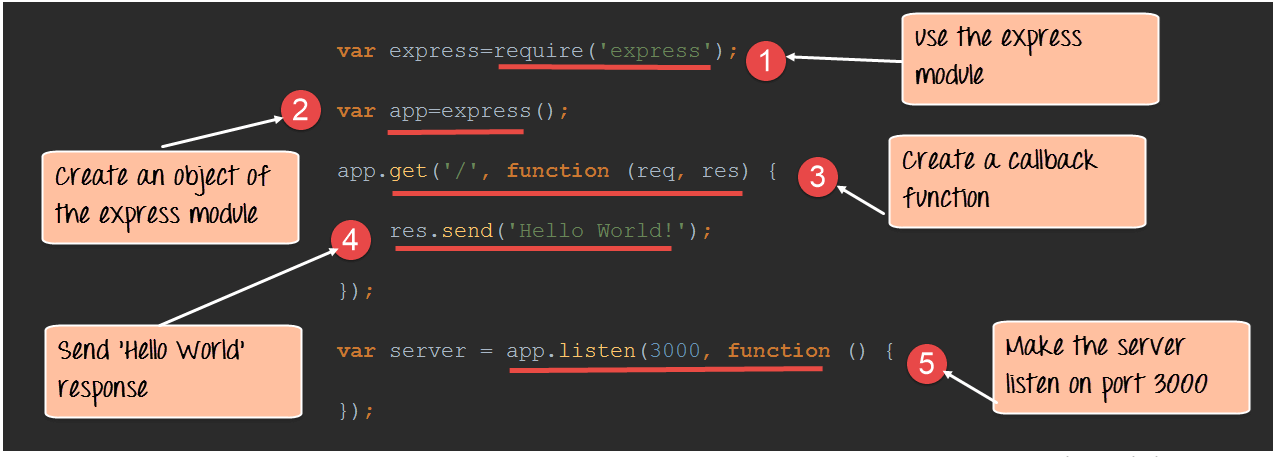 var express=require('express');
1
use the express
module
2
var app=express();
Create an object of
the express module
app.get('/', function (req, res) {
3
Create a callback
function
4
res.send('Hello World!');
});
Send 'Hello World'
response
var server = app.listen(3000, function () {
5
Make the server
listen on port 3000
});